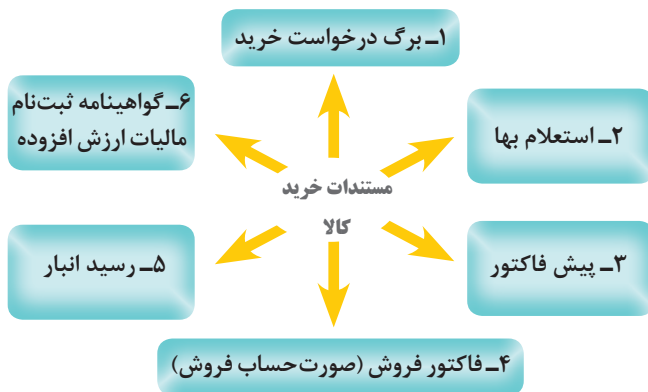 ۱ـ برگ درخواست خرید
۲ـ استعلام بها
۳ـ پیش فاکتور
۴ـ فاکتور فروش (صورت‌حساب فروش)
۵ـ رسید انبار
۶ـ گواهینامه ثبت‌نام
مالیات ارزش افزوده
مستندات خرید
کالا